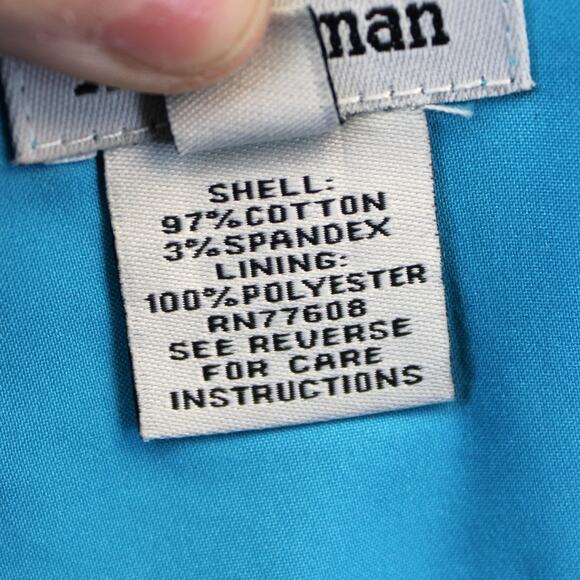 man
SHELL:
97%COTTON
3%SPANDEX
LINING:
100%POLYESTER
RN77608
SEE REVERSE
FOR CARE
INSTRUCTIONS